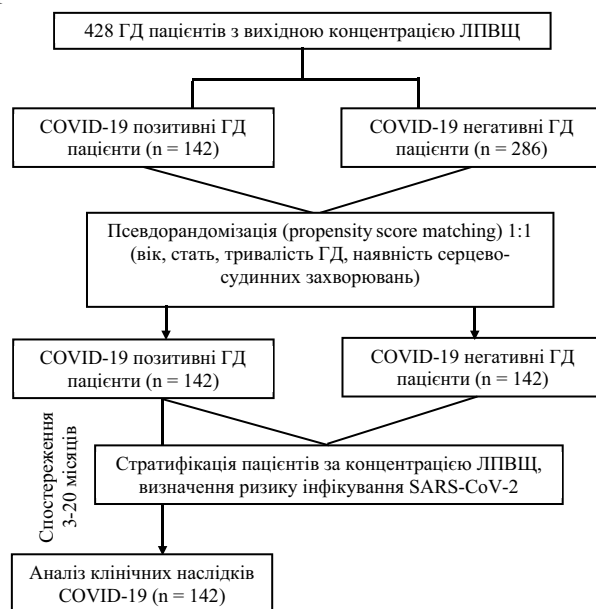 428 ГД пацієнтів з вихідною концентрацією ЛПВЩ
COVID-19 позитивні ГД
пацієнти (n = 142)
COVID-19 негативні ГД
пацієнти (n = 286)
Псевдорандомізація (propensity score matching) 1:1
(вік, стать, тривалість ГД, наявність серцево-
судинних захворювань)
COVID-19 позитивні ГД
пацієнти (n = 142)
COVID-19 негативні ГД
пацієнти (n = 142)
Спостереження
3-20 місяців
Стратифікація пацієнтів за концентрацією ЛПВЩ,
визначення ризику інфікування SARS-CoV-2
Аналіз клінічних наслідків
COVID-19 (n = 142)